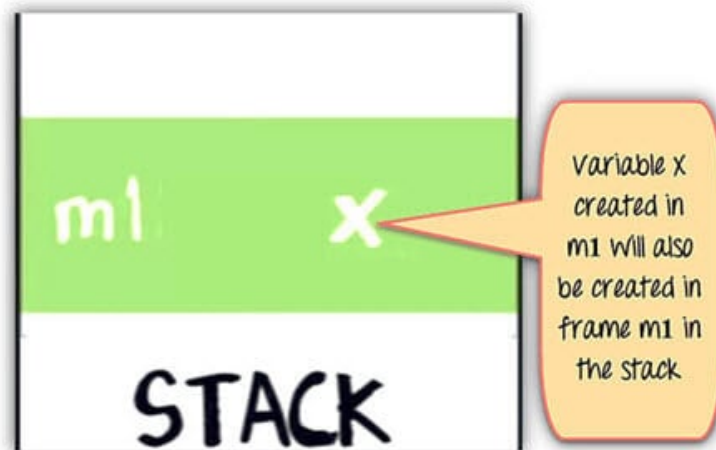 m1 x
STACK
Variable X
created in
m1 will also
be created in
frame m1 in
the stack